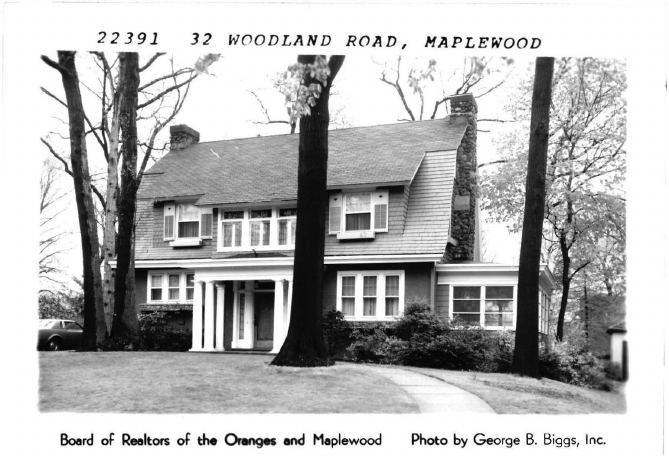 22391 32 WOODLAND ROAD, MAPLEWOOD
Board of Realtors of the Oranges and Maplewood Photo by George B. Biggs, Inc.